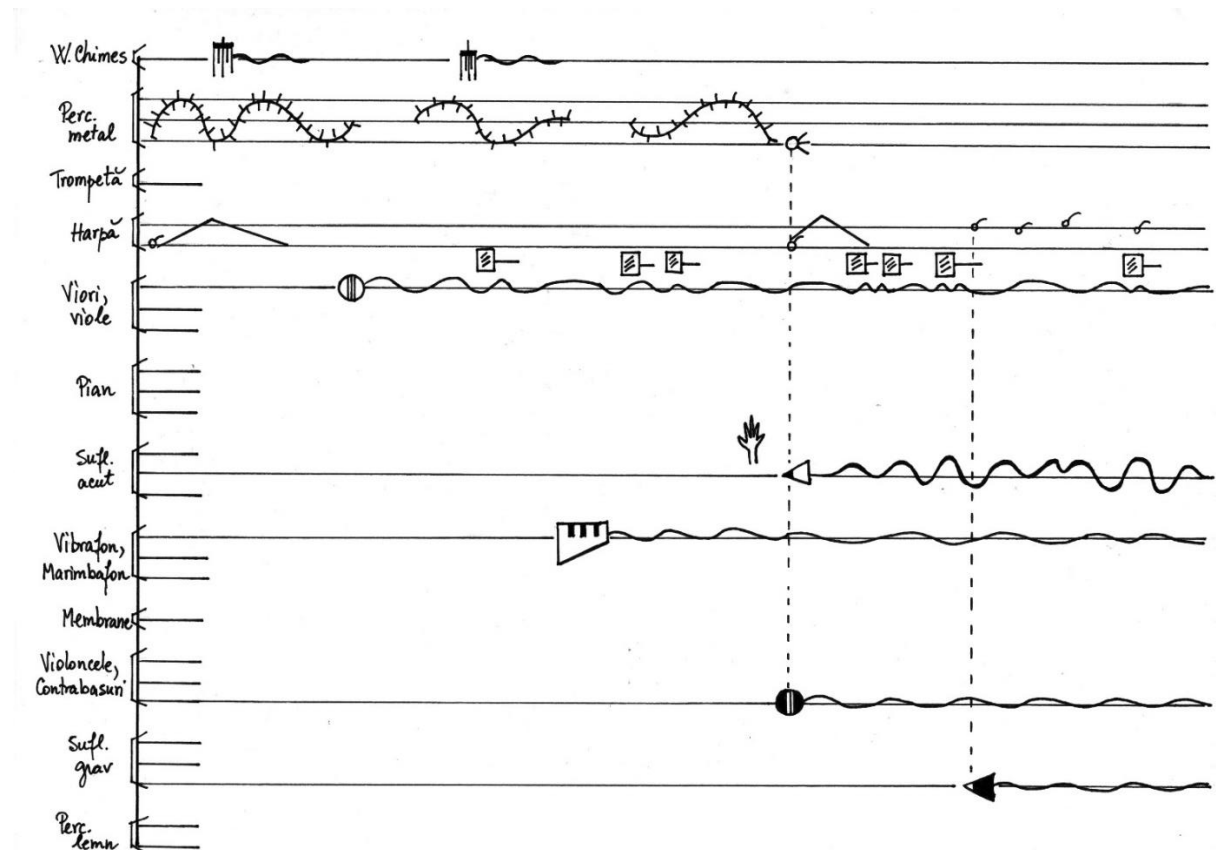 W. Chimes
Perc.
metal
Trompetă
Harpă
Viori,
viole
Pian
Sufl.
acut
Vibrafon,
Marimbafon
Membrane
Violoncele,
Contrabasuri
Sufl.
grav
Perc.
lemn